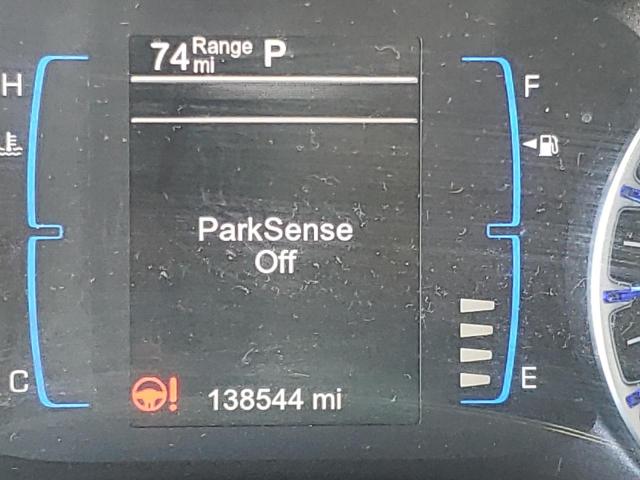 74 Range mi P
H F
ParkSense
Off
C E
138544 mi